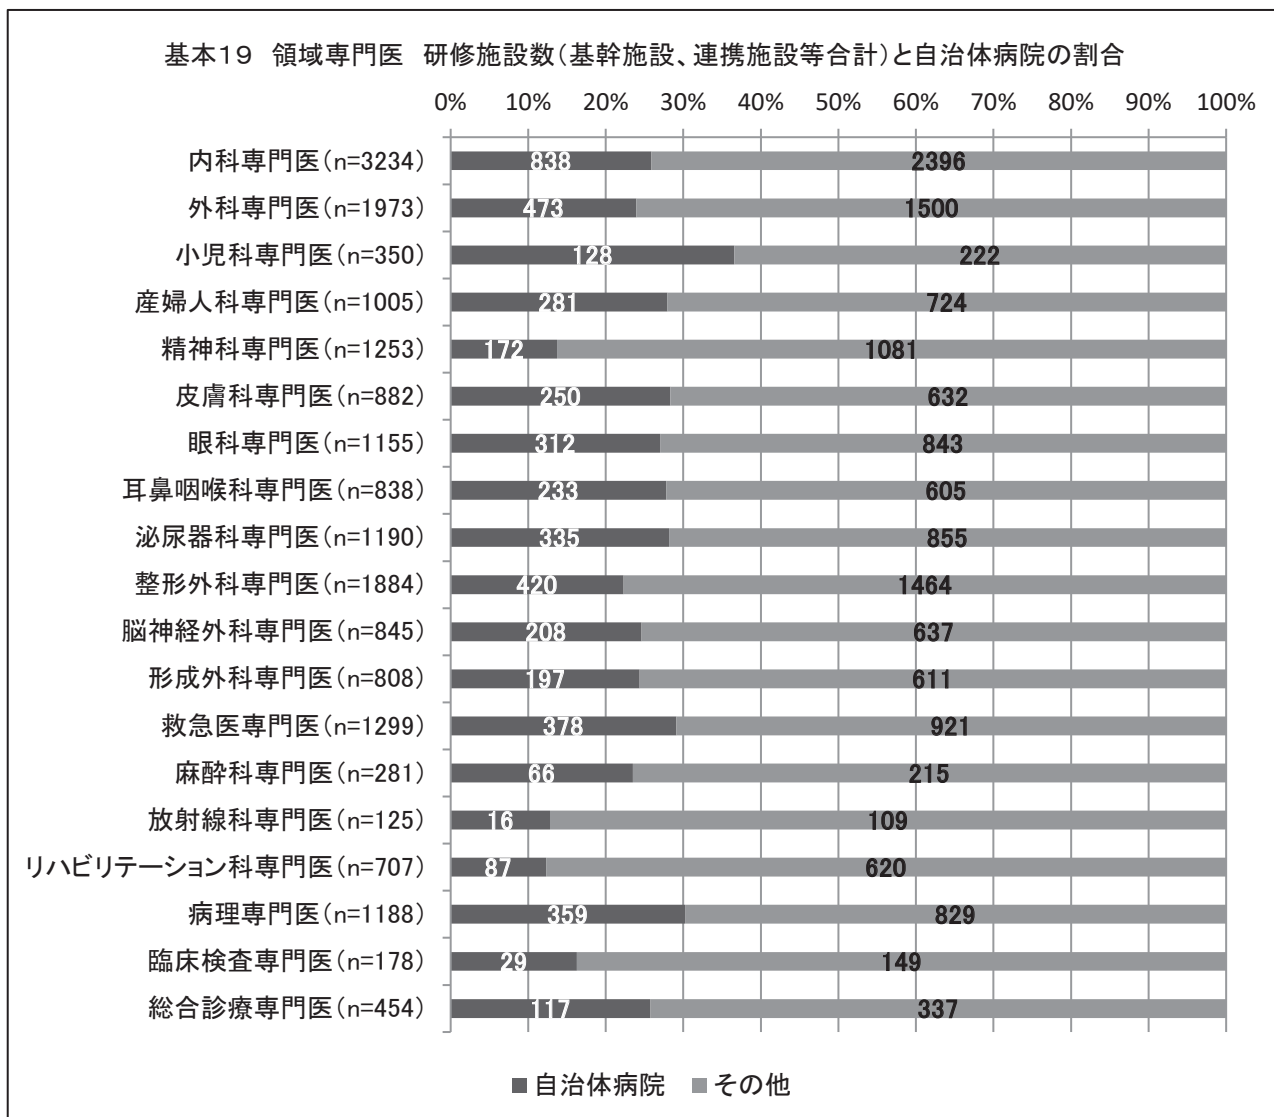 基本19 領域専門医 研修施設数(基幹施設、連携施設等合計)と自治体病院の割合
0% 10% 20% 30% 40% 50% 60% 70% 80% 90% 100%
内科専門医(n=3234) 838 2396
外科専門医(n=1973) 473 1500
小児科専門医(n=350) 128 222
産婦人科専門医(n=1005) 281 724
精神科専門医(n=1253) 172 1081
皮膚科専門医(n=882) 250 632
眼科専門医(n=1155) 312 843
耳鼻咽喉科専門医(n=838) 233 605
泌尿器科専門医(n=1190) 335 855
整形外科専門医(n=1884) 420 1464
脳神経外科専門医(n=845) 208 637
形成外科専門医(n=808) 197 611
救急医専門医(n=1299) 378 921
麻酔科専門医(n=281) 66 215
放射線科専門医(n=125) 16 109
リハビリテーション科専門医(n=707) 87 620
病理専門医(n=1188) 359 829
臨床検査専門医(n=178) 29 149
総合診療専門医(n=454) 117 337
自治体病院 その他